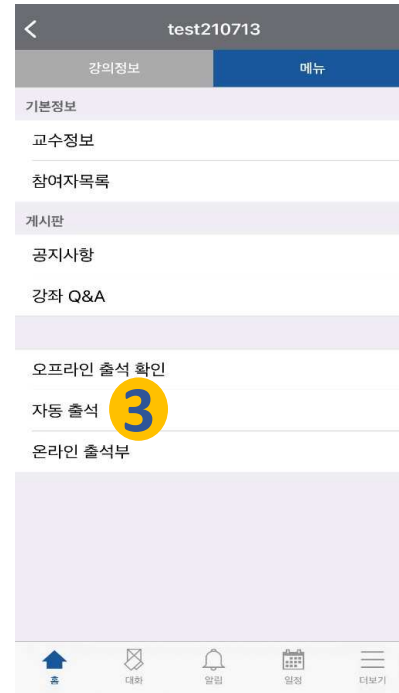 test210713
강의정보 메뉴
기본정보
교수정보
참여자목록
게시판
공지사항
강좌 Q&A
오프라인 출석 확인
자동 출석 3
온라인 출석부
홈 대화 알림 일정 더보기